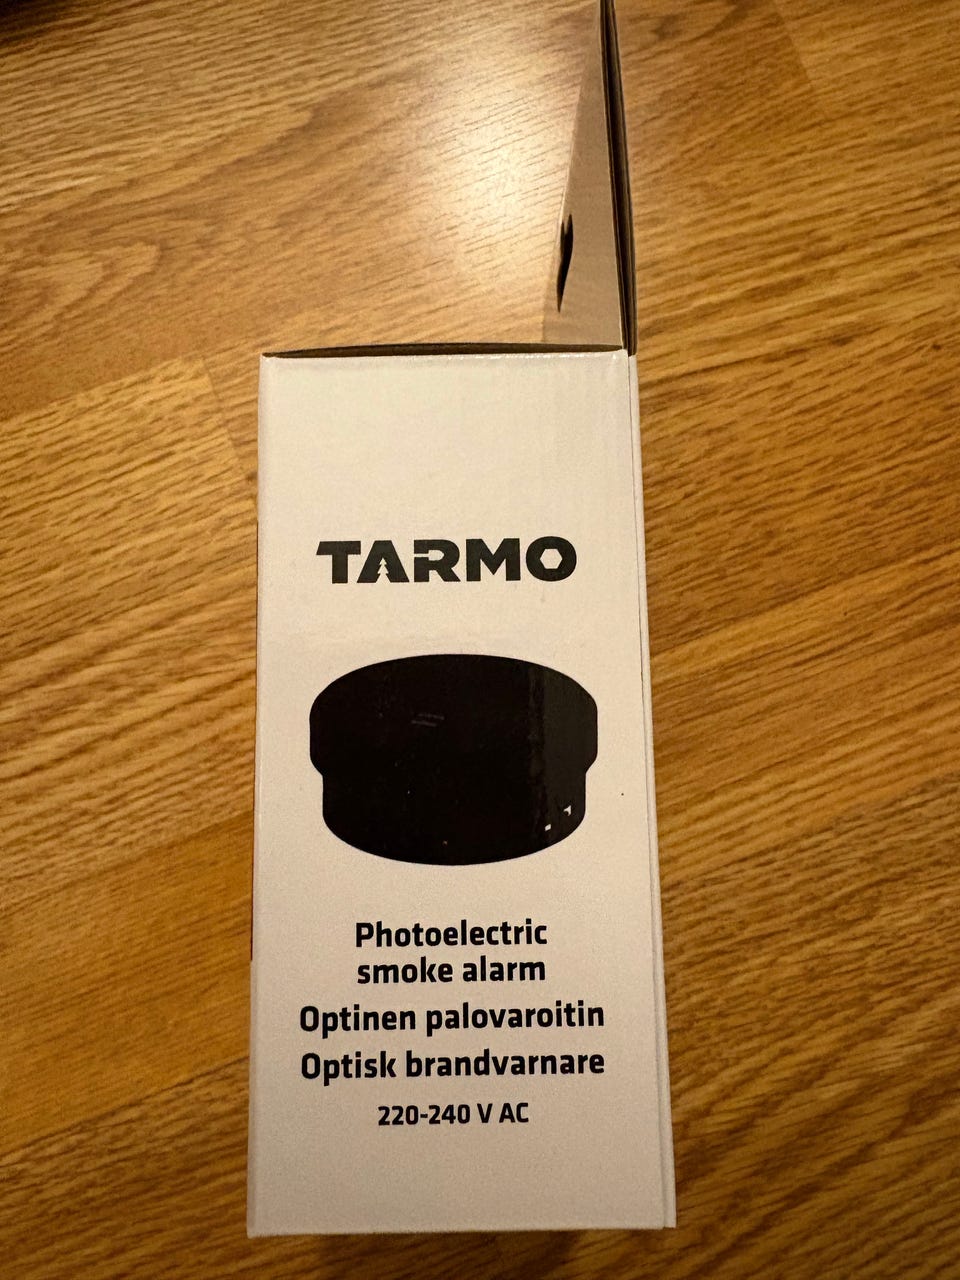 TARMO
Photoelectric
smoke alarm
Optinen palovaroitin
Optisk brandvarnare
220-240 V AC